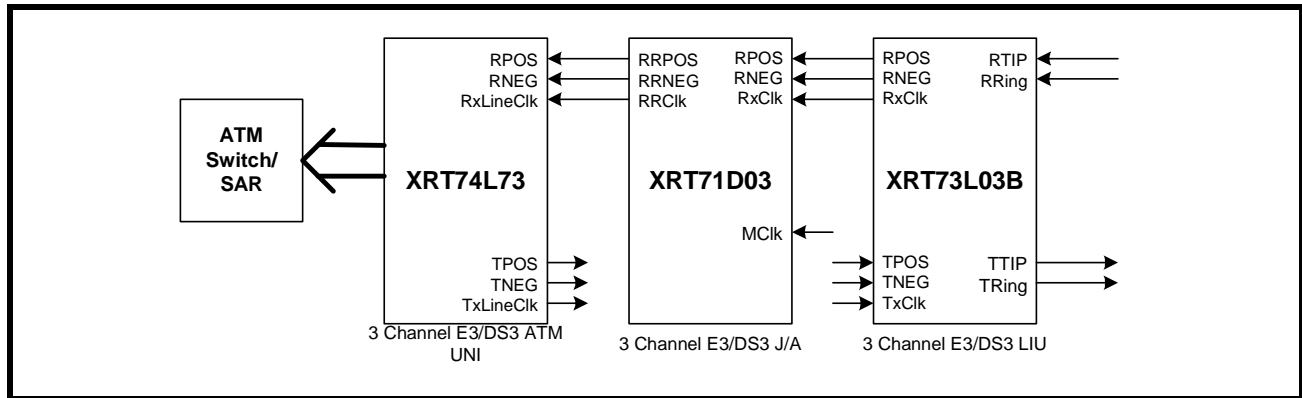 ATM
Switch/
SAR
RPOS
RNEG
RxLineClk
XRT74L73
TPOS
TNEG
TxLineClk
3 Channel E3/DS3 ATM
UNI
RRPOS
RRNEG
RRClk
RPOS
RNEG
RxClk
XRT71D03
MClk
3 Channel E3/DS3 J/A
RPOS
RNEG
RxClk
RTIP
RRing
XRT73L03B
TPOS
TNEG
TxClk
TTIP
TRing
3 Channel E3/DS3 LIU